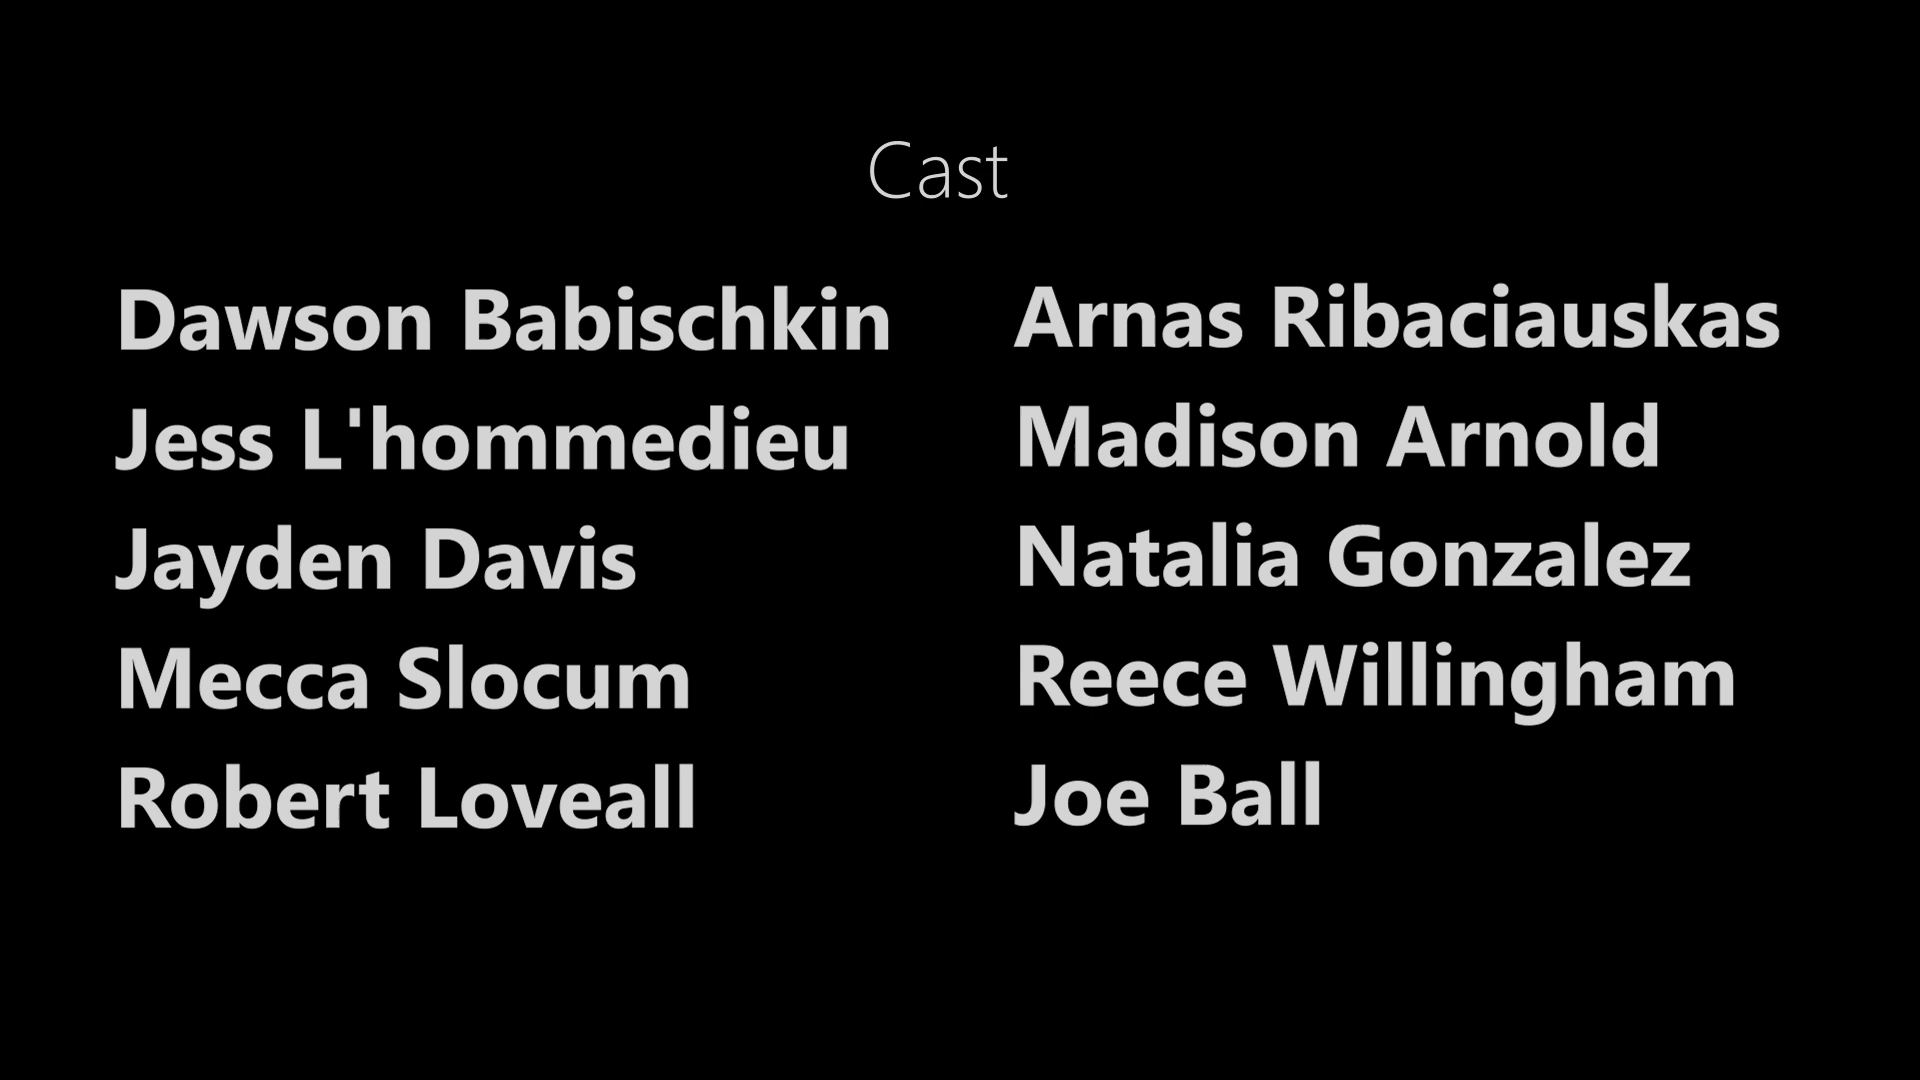 Cast
Dawson Babischkin
Jess L'hommedieu
Jayden Davis
Mecca Slocum
Robert Loveall
Arnas Ribaciauskas
Madison Arnold
Natalia Gonzalez
Reece Willingham
Joe Ball